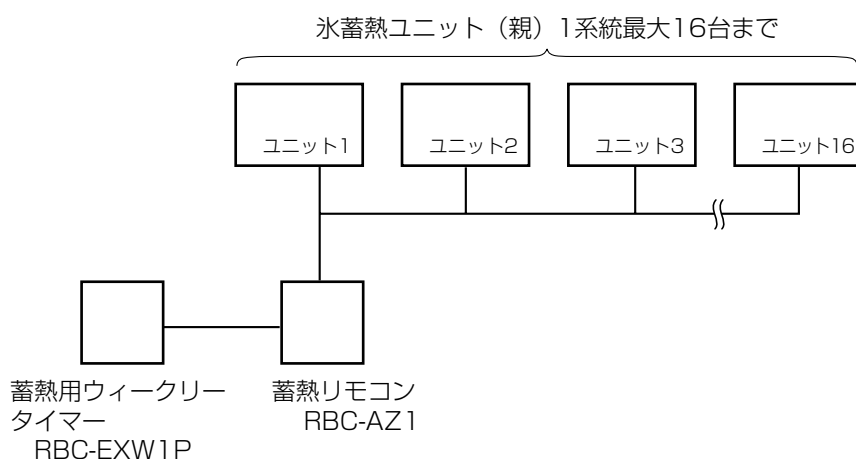 氷蓄熱ユニット（親）1系統最大16台まで
ユニット1
ユニット2
ユニット3
ユニット16
蓄熱用ウィークリー
タイマー
RBC-EXW1P
蓄熱リモコン
RBC-AZ1